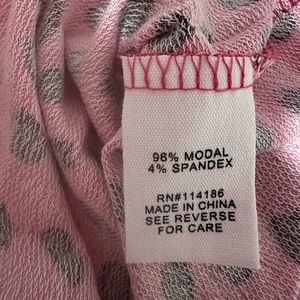 96% MODAL
4% SPANDEX
RN#114186
MADE IN CHINA
SEE REVERSE
FOR CARE